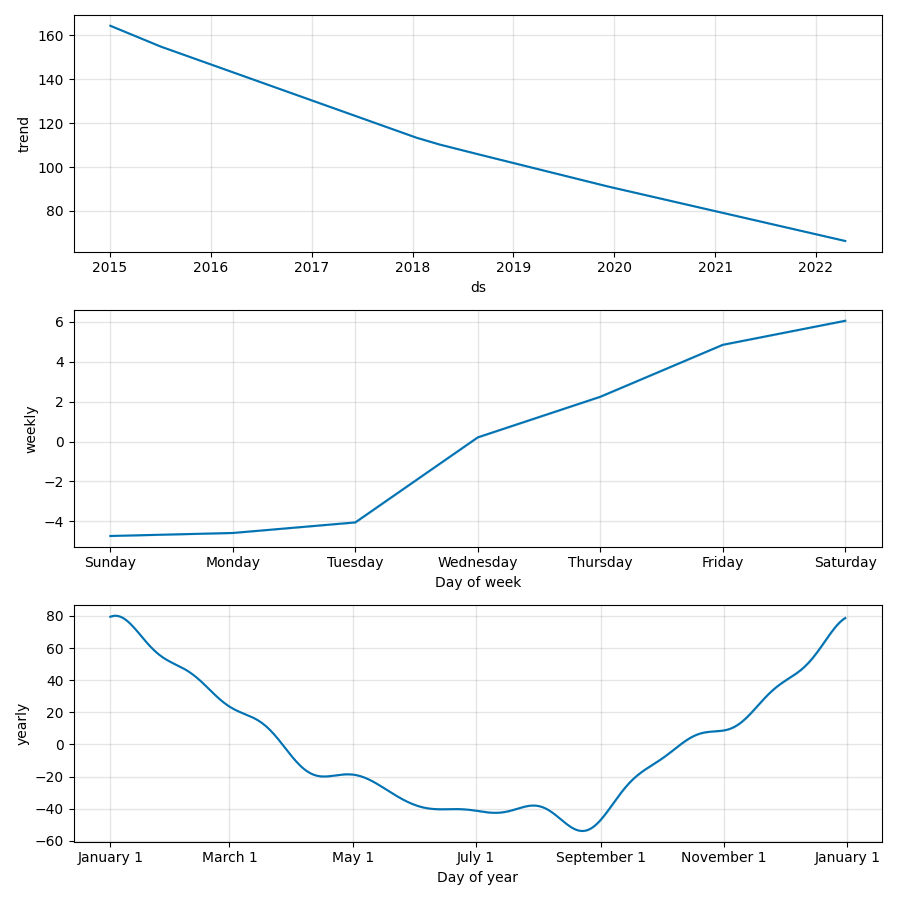 160
140
120
100
80
trend
2015 2016 2017 2018 2019 2020 2021 2022
ds
6
4
2
0
−2
−4
weekly
Sunday Monday Tuesday Wednesday Thursday Friday Saturday
Day of week
80
60
40
20
0
−20
−40
−60
yearly
January 1 March 1 May 1 July 1 September 1 November 1 January 1
Day of year